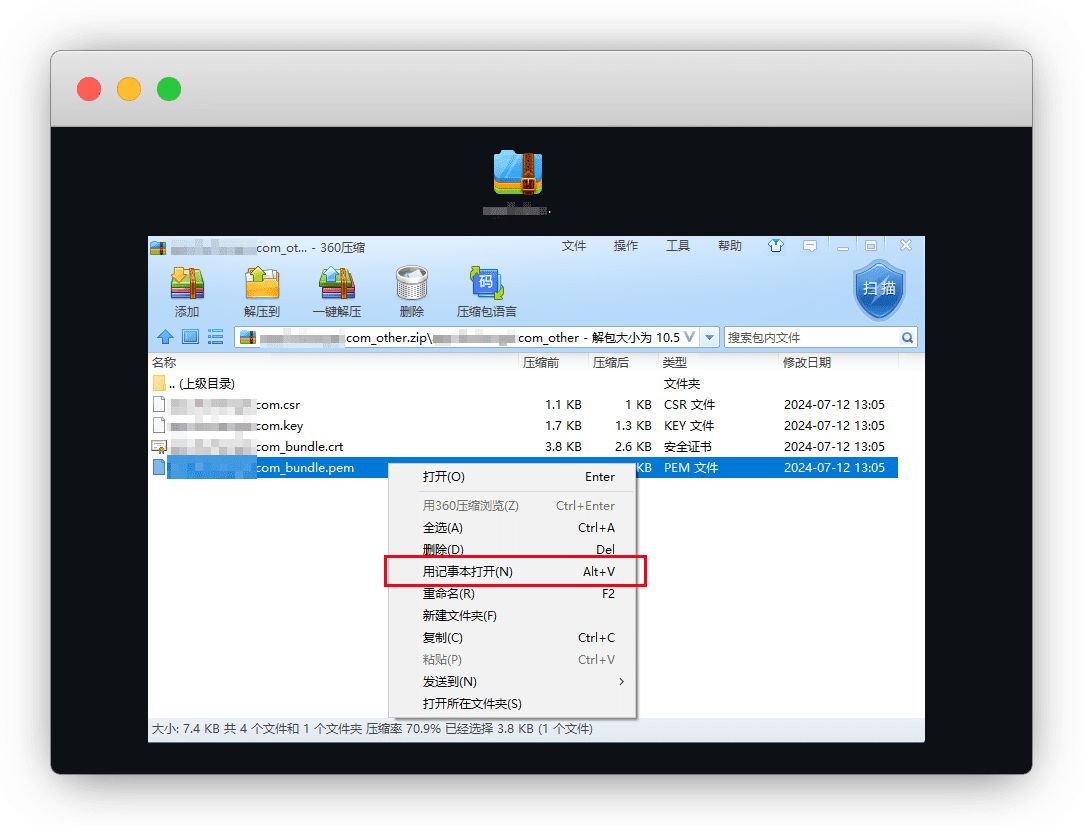 com_ot... - 360压缩 文件 操作 工具 帮助
添加 解压到 一键解压 删除 码 压缩包语言 扫描
com_other.zip\ com_other - 解包大小为 10.5 搜索包内文件
名称 压缩前 压缩后 类型 修改日期
.. (上级目录) 文件夹
com.csr 1.1 KB 1 KB CSR 文件 2024-07-12 13:05
com.key 1.7 KB 1.3 KB KEY 文件 2024-07-12 13:05
com_bundle.crt 3.8 KB 2.6 KB 安全证书 2024-07-12 13:05
com_bundle.pem KB PEM 文件 2024-07-12 13:05
打开(O) Enter
用360压缩浏览(Z) Ctrl+Enter
全选(A) Ctrl+A
删除(D) Del
用记事本打开(N) Alt+V
重命名(R) F2
新建文件夹(F)
复制(C) Ctrl+C
粘贴(P) Ctrl+V
发送到(N)
打开所在文件夹(S)
大小: 7.4 KB 共 4 个文件和 1 个文件夹 压缩率 70.9% 已经选择 3.8 KB (1 个文件)